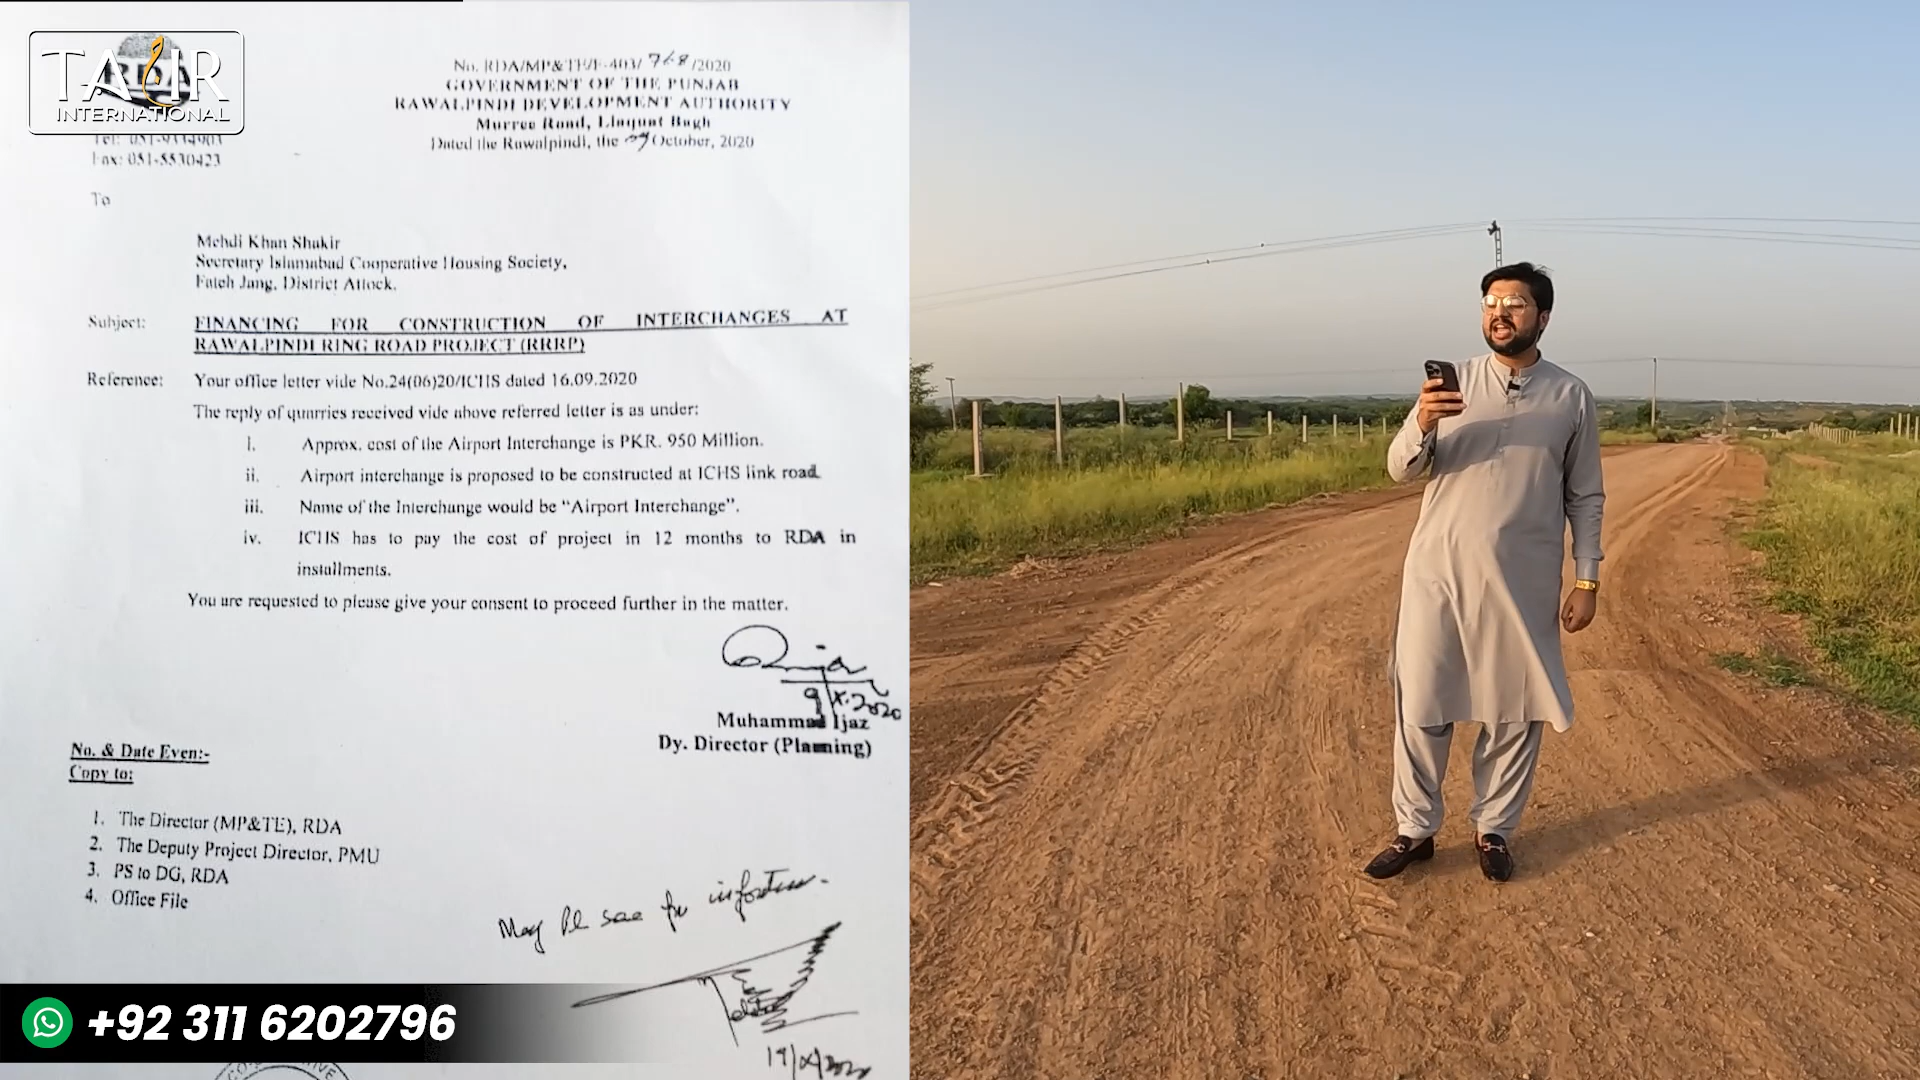 TAIIR
INTERNATIONAL
RDA
Tel: 051-9334903
Fax: 051-5530423
No. RDA/MP&TE/F-403/ 768 /2020
GOVERNMENT OF THE PUNJAB
RAWALPINDI DEVELOPMENT AUTHORITY
Murree Road, Liaquat Bagh
Dated the Rawalpindi, the 09 October, 2020
To
Mehdi Khan Shakir
Secretary Islamabad Cooperative Housing Society,
Fateh Jang, District Attock.
Subject: FINANCING FOR CONSTRUCTION OF INTERCHANGES AT
RAWALPINDI RING ROAD PROJECT (RRRP)
Reference: Your office letter vide No.24(06)20/ICHS dated 16.09.2020
The reply of quarries received vide above referred letter is as under:
i. Approx. cost of the Airport Interchange is PKR. 950 Million.
ii. Airport interchange is proposed to be constructed at ICHS link road.
iii. Name of the Interchange would be “Airport Interchange”.
iv. ICHS has to pay the cost of project in 12 months to RDA in
installments.
You are requested to please give your consent to proceed further in the matter.
9/X.2020
Muhammad Ijaz
Dy. Director (Planning)
No. & Date Even:-
Copy to:
1. The Director (MP&TE), RDA
2. The Deputy Project Director, PMU
3. PS to DG, RDA
4. Office File
May Pl see for
+92 311 6202796